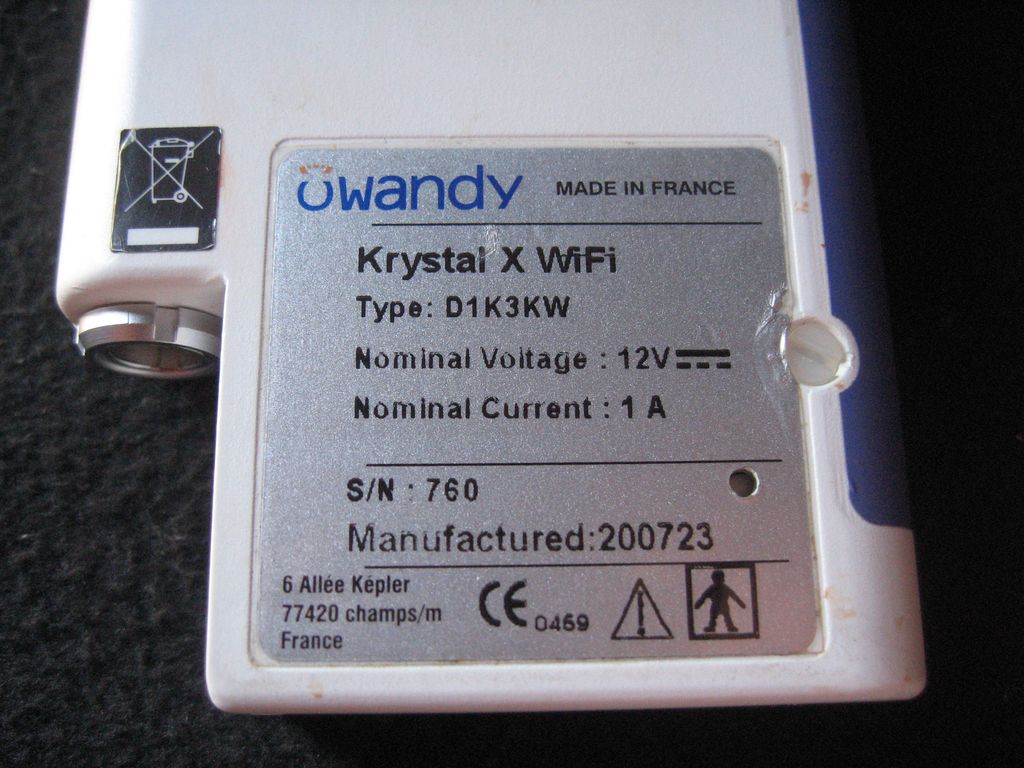 Owandy MADE IN FRANCE
Krystal X WiFi
Type: D1K3KW
Nominal Voltage : 12V
Nominal Current : 1 A
S/N : 760
Manufactured:200723
6 Allée Képler
77420 champs/m
France
CE 0469